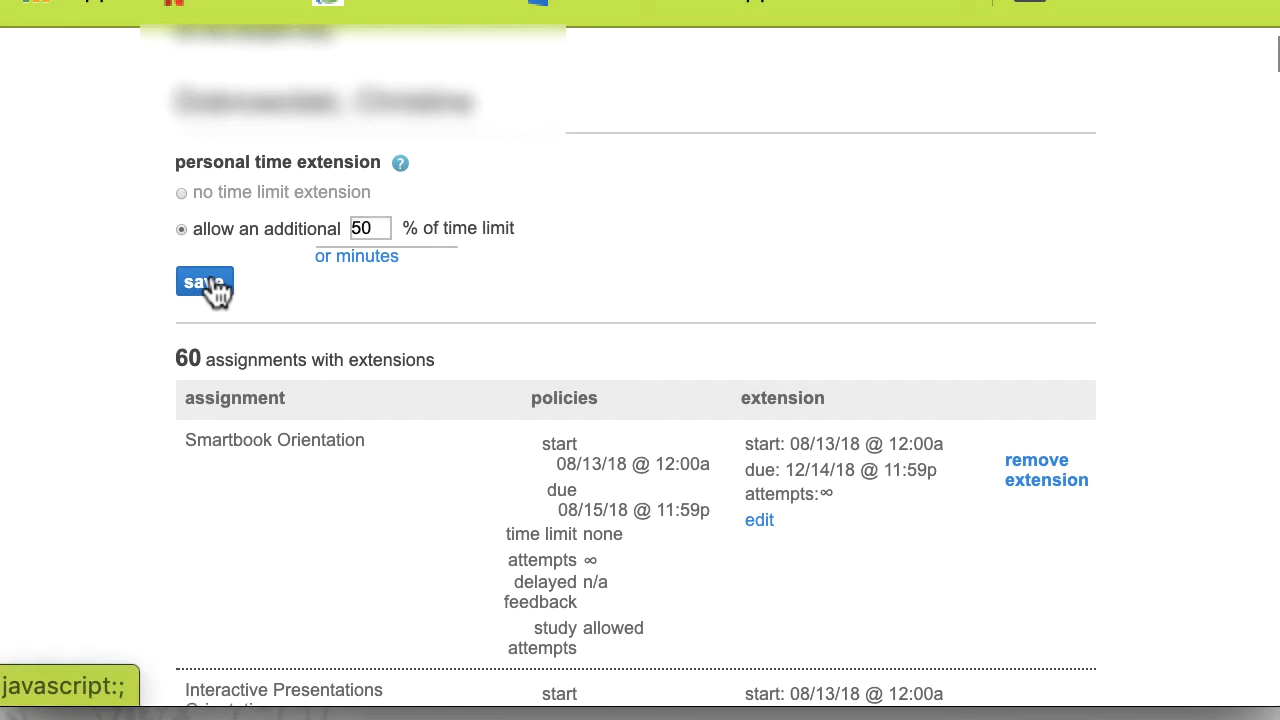 personal time extension ?
no time limit extension
allow an additional 50 % of time limit
or minutes
save
60 assignments with extensions
assignment policies extension
Smartbook Orientation
start
08/13/18 @ 12:00a
due
08/15/18 @ 11:59p
time limit none
attempts ∞
delayed n/a
feedback
study allowed
attempts
start: 08/13/18 @ 12:00a
due: 12/14/18 @ 11:59p
attempts:∞
edit
remove
extension
Interactive Presentations
start
start: 08/13/18 @ 12:00a
javascript:;